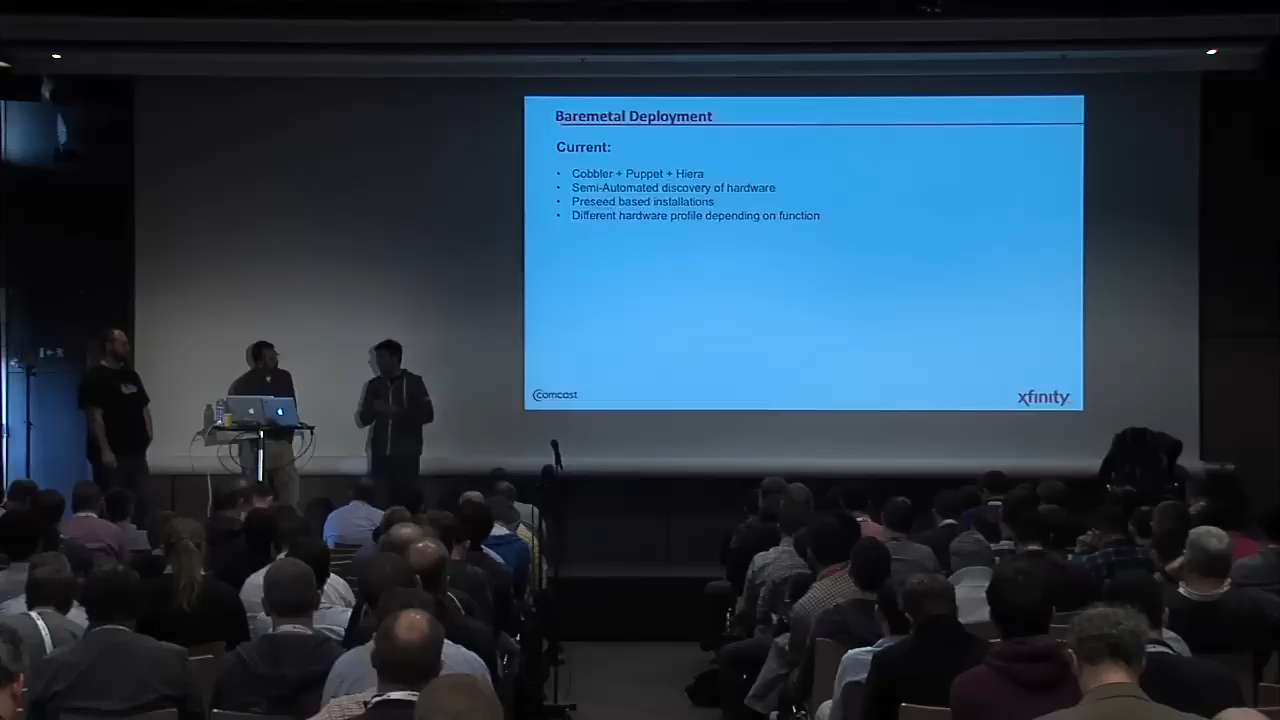 Baremetal Deployment
Current:
• Cobbler + Puppet + Hiera
• Semi-Automated discovery of hardware
• Preseed based installations
• Different hardware profile depending on function
comcast
xfinity